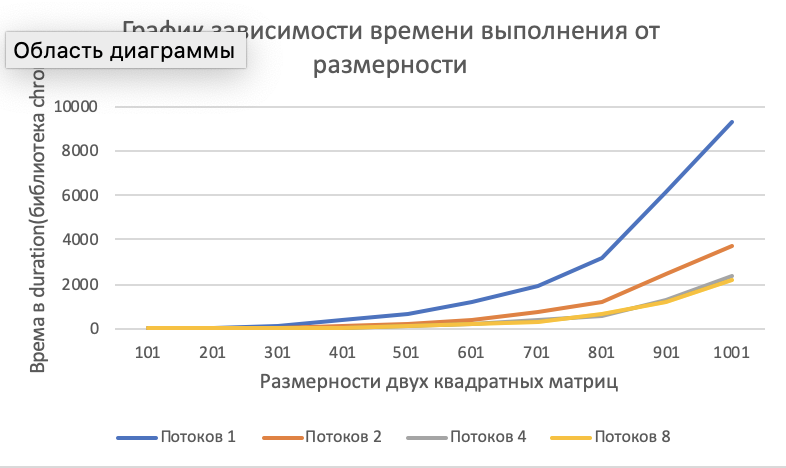 График зависимости времени выполнения от
размерности
Область диаграммы
Врема в duration(библиотека chro
10000
8000
6000
4000
2000
0
101 201 301 401 501 601 701 801 901 1001
Размерности двух квадратных матриц
Потоков 1 Потоков 2 Потоков 4 Потоков 8